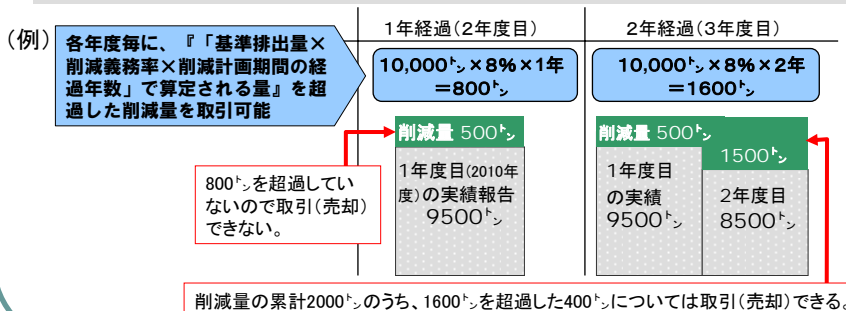 (例)
各年度毎に、『「基準排出量×
削減義務率×削減計画期間の経
過年数」で算定される量』を超
過した削減量を取引可能
1年経過(2年度目)
10,000トン×8%×1年
=800トン
2年経過(3年度目)
10,000トン×8%×2年
=1600トン
削減量 500トン
1年度目(2010年
度)の実績報告
9500トン
削減量 500トン
1年度目
の実績
9500トン
1500トン
2年度目
8500トン
800トンを超過してい
ないので取引(売却)
できない。
削減量の累計2000トンのうち、1600トンを超過した400トンについては取引(売却)できる。